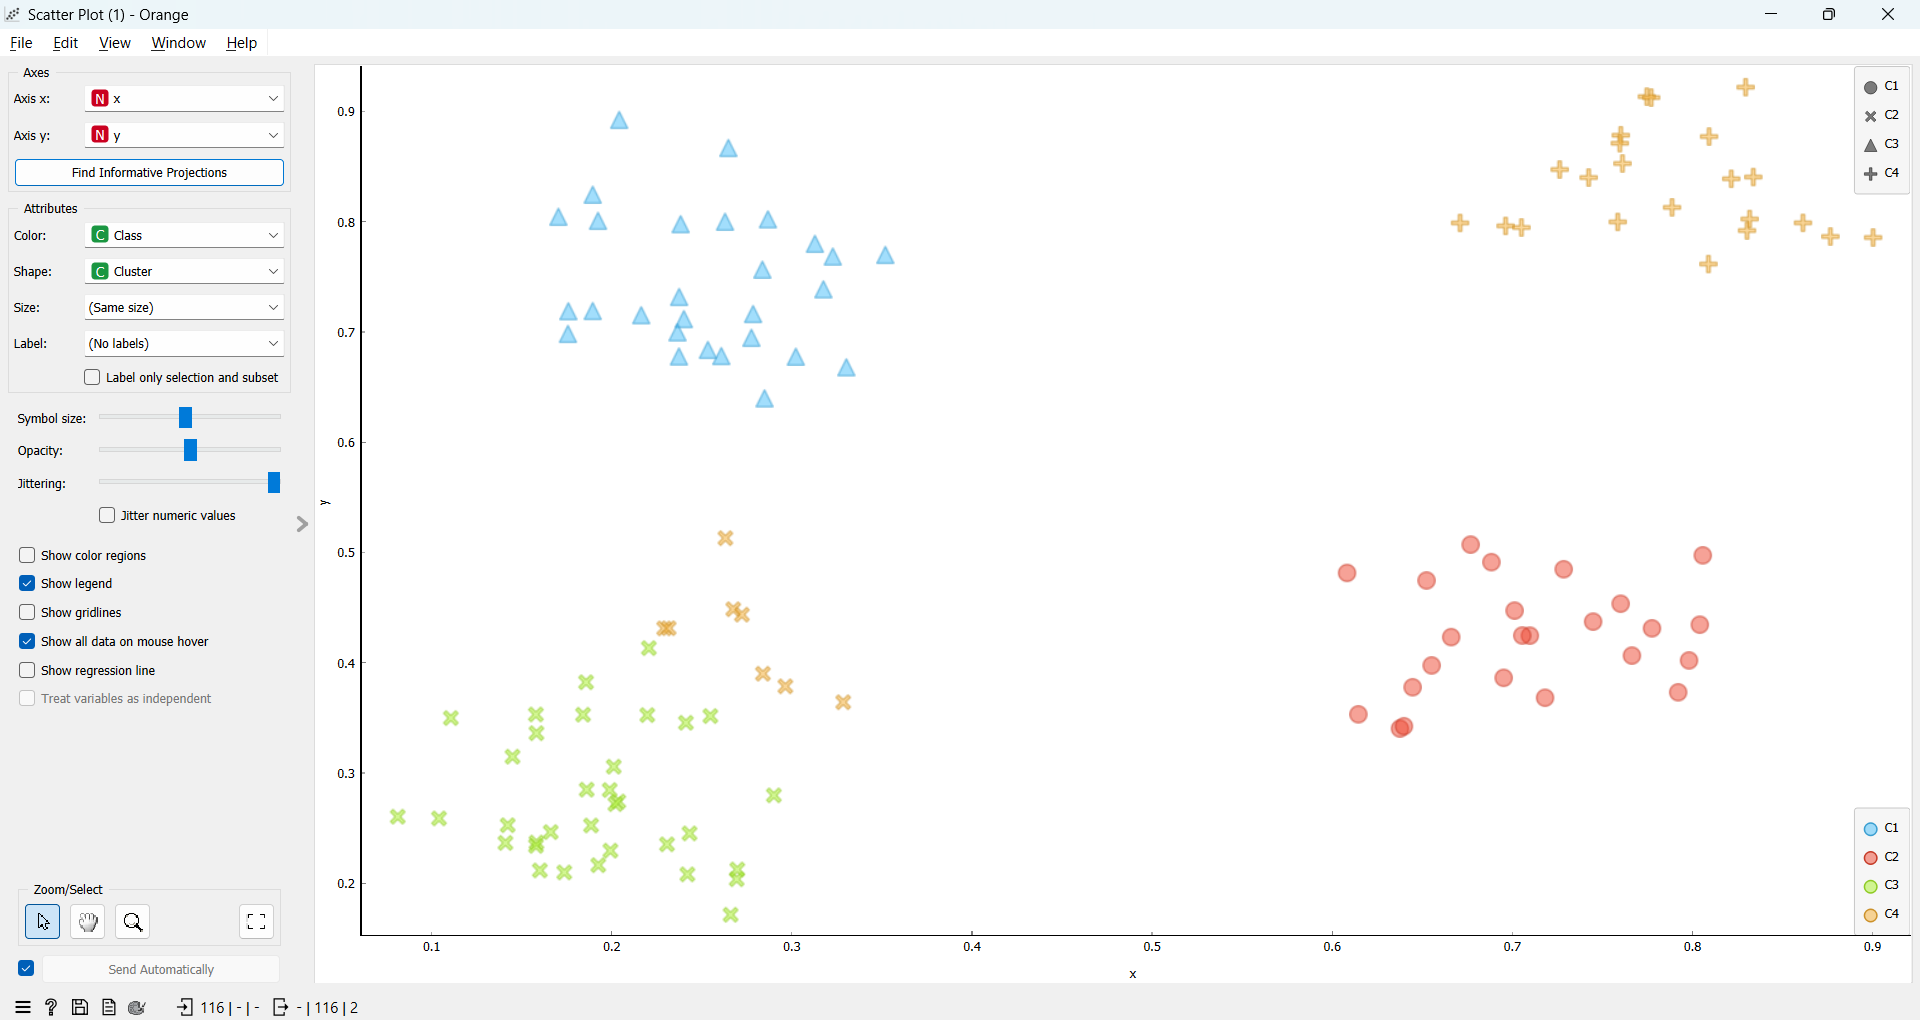 Scatter Plot (1) - Orange
File Edit View Window Help
Axes
Axis x: N x
Axis y: N y
Find Informative Projections
Attributes
Color: C Class
Shape: C Cluster
Size: (Same size)
Label: (No labels)
Label only selection and subset
Symbol size:
Opacity:
Jittering:
Jitter numeric values
Show color regions
Show legend
Show gridlines
Show all data on mouse hover
Show regression line
Treat variables as independent
Zoom/Select
Send Automatically
116 | - | - - | 116 | 2
y
0.9
0.8
0.7
0.6
0.5
0.4
0.3
0.2
0.1 0.2 0.3 0.4 0.5 0.6 0.7 0.8 0.9
x
C1
C2
C3
C4
C1
C2
C3
C4